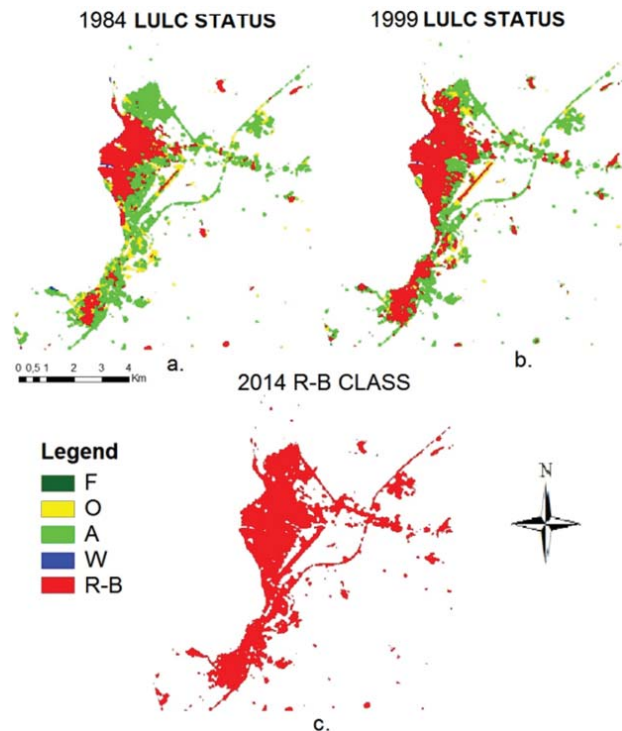 1984 LULC STATUS
1999 LULC STATUS
a.
b.
0 0,5 1 2 3 4
Km
2014 R-B CLASS
Legend
F
O
A
W
R-B
N
c.